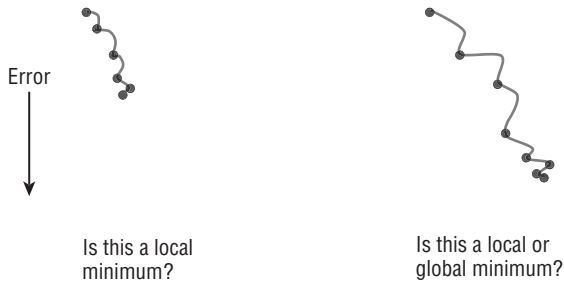 Error
Is this a local
minimum?
Is this a local or
global minimum?